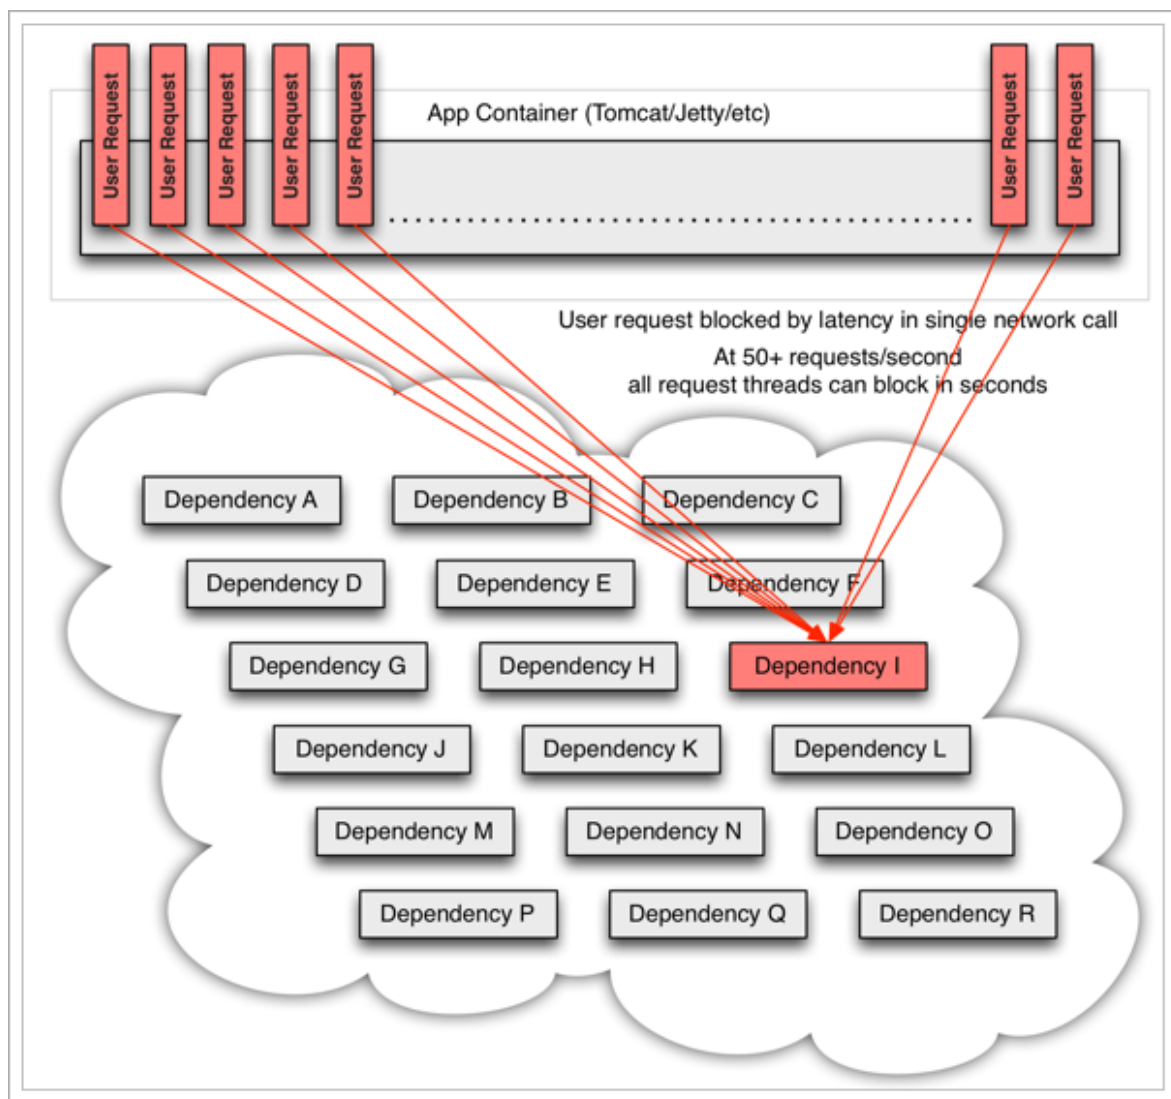 User Request
User Request
User Request
User Request
User Request
User Request
User Request
App Container (Tomcat/Jetty/etc)
User request blocked by latency in single network call
At 50+ requests/second
all request threads can block in seconds
Dependency A
Dependency B
Dependency C
Dependency D
Dependency E
Dependency F
Dependency G
Dependency H
Dependency I
Dependency J
Dependency K
Dependency L
Dependency M
Dependency N
Dependency O
Dependency P
Dependency Q
Dependency R